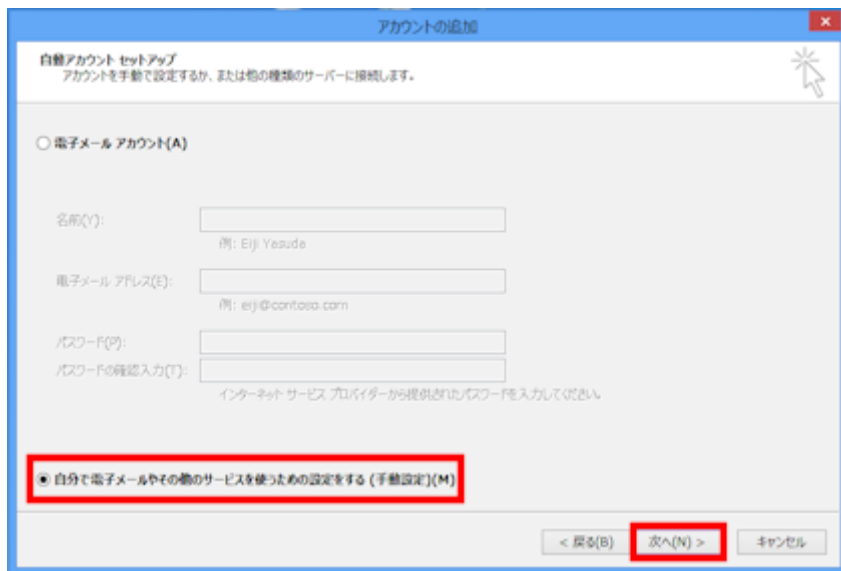 アカウントの追加
自動アカウント セットアップ
アカウントを手動で設定するか、または他の種類のサーバーに接続します。
電子メール アカウント(A)
名前(Y):
例: Eiji Yasuda
電子メール アドレス(E):
例: eiji@contoso.com
パスワード(P):
パスワードの確認入力(T):
インターネット サービス プロバイダーから提供されたパスワードを入力してください。
自分で電子メールやその他のサービスを使うための設定をする (手動設定)(M)
< 戻る(B) 次へ(N) > キャンセル